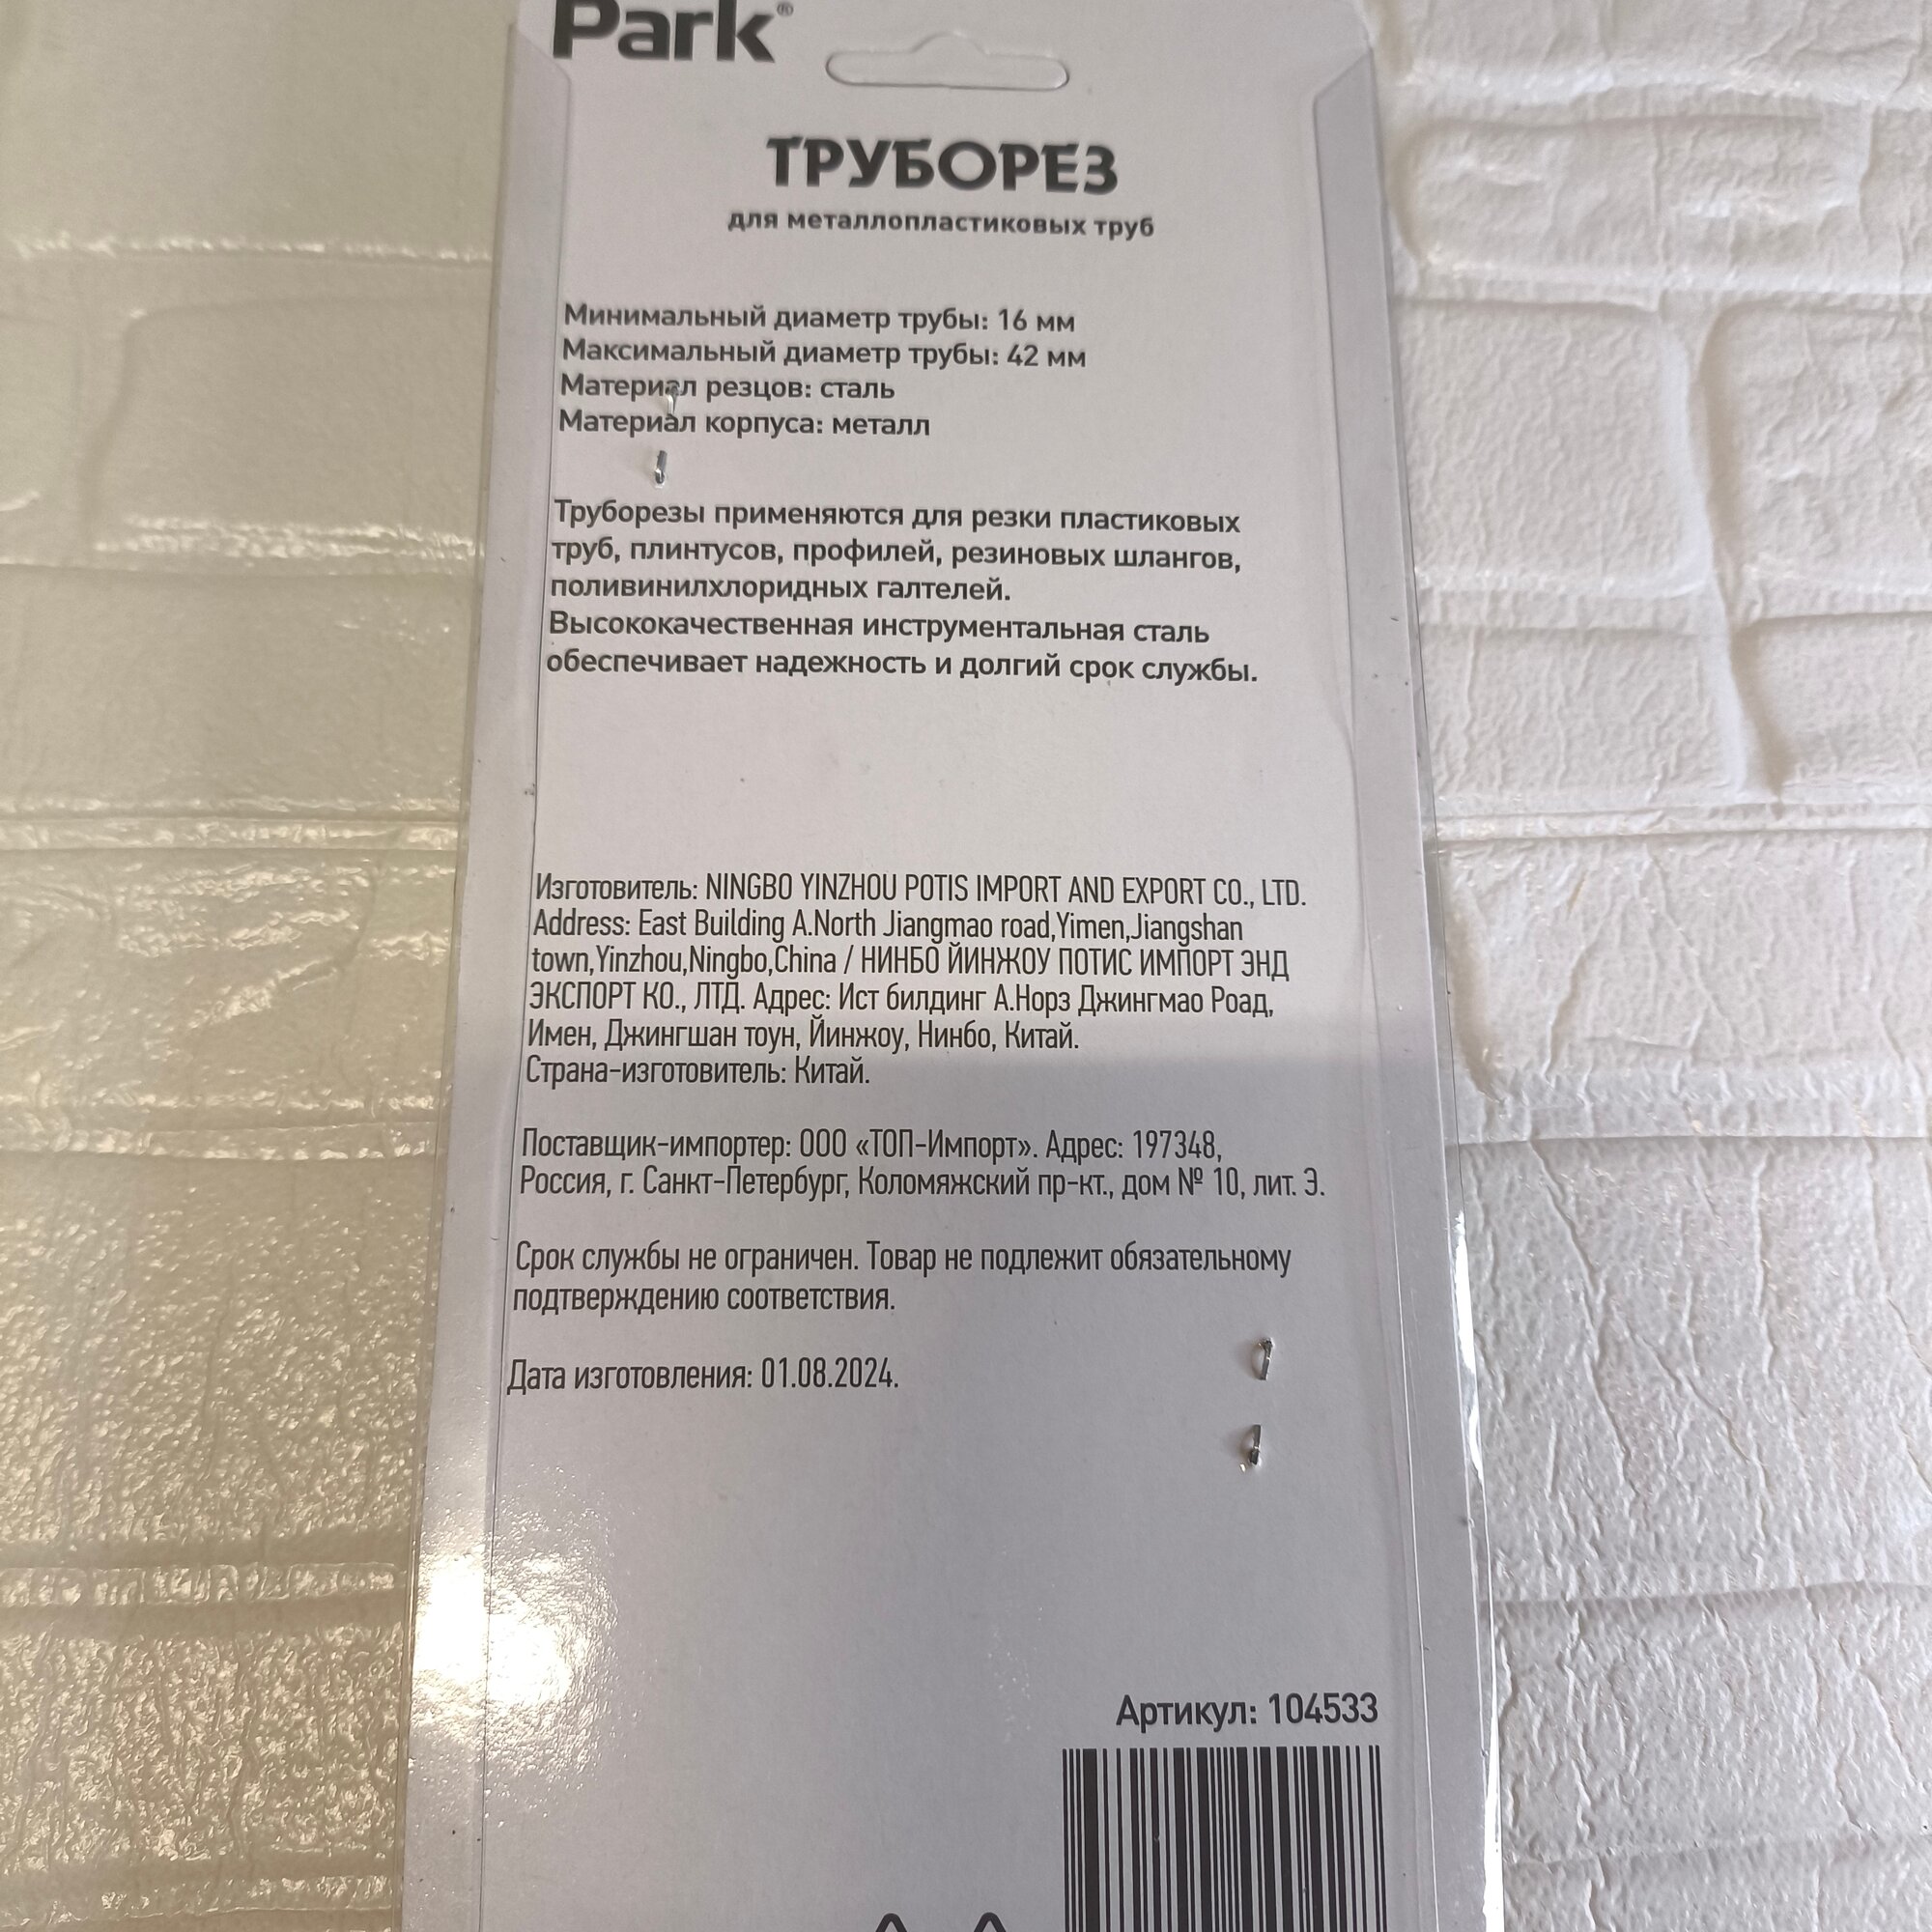 Park®
ТРУБОРЕЗ
для металлопластиковых труб
Минимальный диаметр трубы: 16 мм
Максимальный диаметр трубы: 42 мм
Материал резцов: сталь
Материал корпуса: металл
Труборезы применяются для резки пластиковых
труб, плинтусов, профилей, резиновых шлангов,
поливинилхлоридных галтелей.
Высококачественная инструментальная сталь
обеспечивает надежность и долгий срок службы.
Изготовитель: NINGBO YINZHOU POTIS IMPORT AND EXPORT CO., LTD.
Address: East Building A.North Jiangmao road,Yimen,Jiangshan
town,Yinzhou,Ningbo,China / НИНБО ЙИНЖОУ ПОТИС ИМПОРТ ЭНД
ЭКСПОРТ КО., ЛТД. Адрес: Ист билдинг А.Норз Джингмао Роад,
Имен, Джингшан тоун, Йинжоу, Нинбо, Китай.
Страна-изготовитель: Китай.
Поставщик-импортер: ООО «ТОП-Импорт». Адрес: 197348,
Россия, г. Санкт-Петербург, Коломяжский пр-кт., дом № 10, лит. Э.
Срок службы не ограничен. Товар не подлежит обязательному
подтверждению соответствия.
Дата изготовления: 01.08.2024.
Артикул: 104533